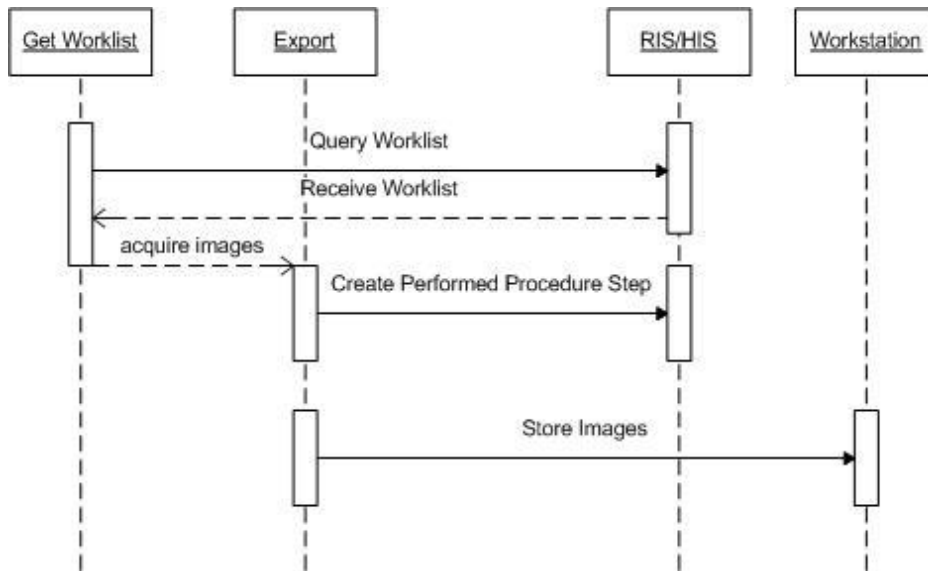 Get Worklist
Export
RIS/HIS
Workstation
Query Worklist
Receive Worklist
acquire images
Create Performed Procedure Step
Store Images